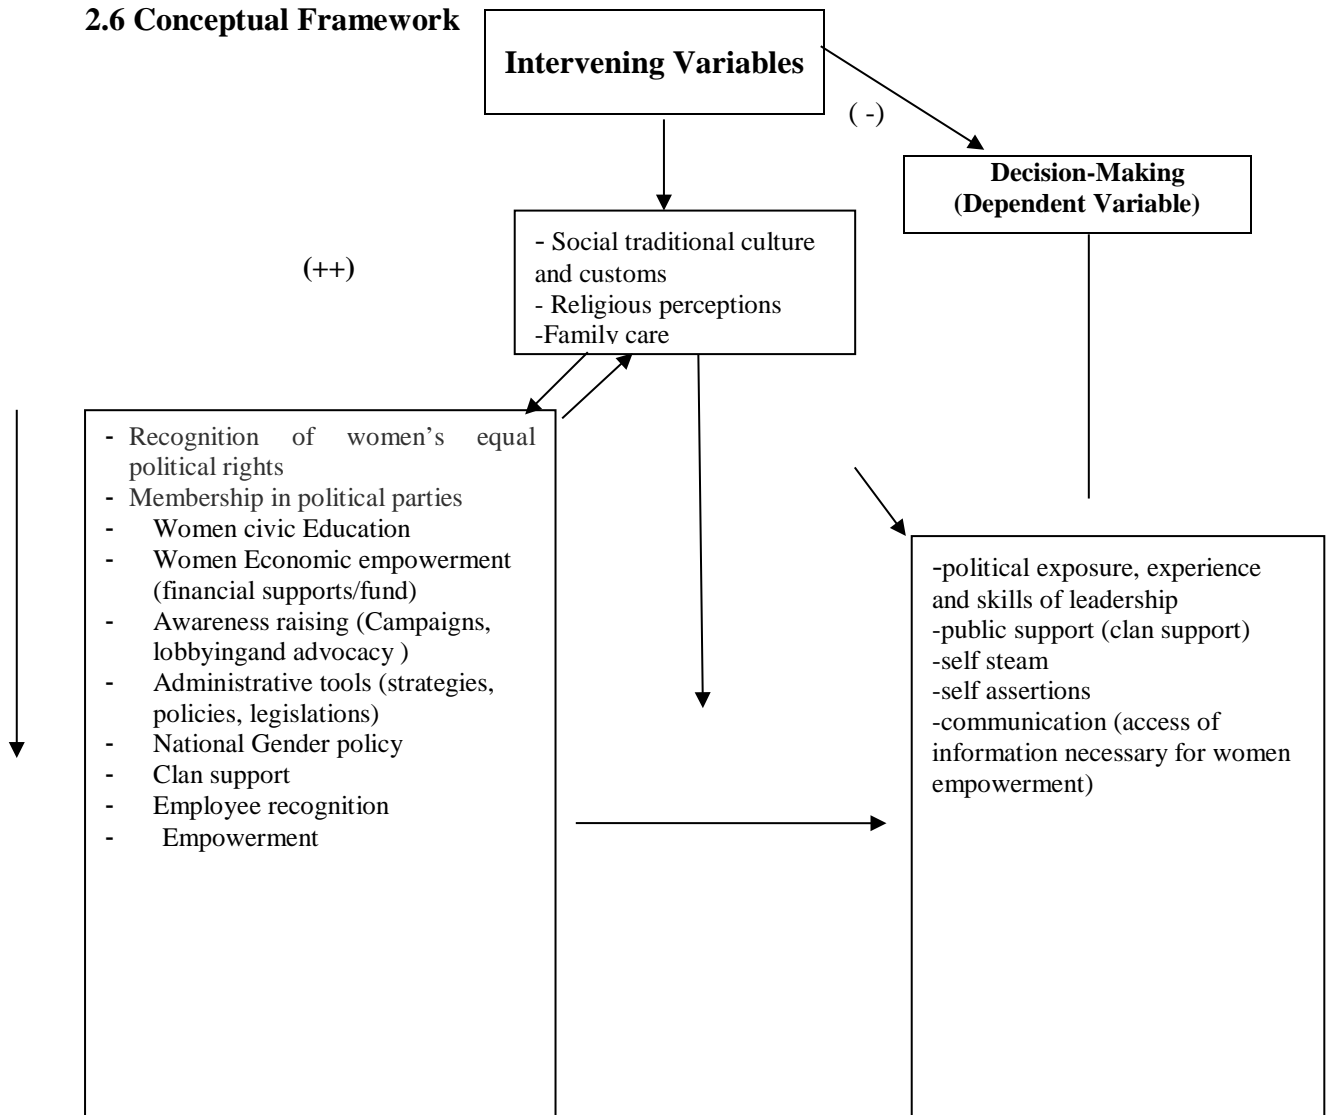 2.6 Conceptual Framework
Intervening Variables
( -)
Decision-Making
(Dependent Variable)
- Social traditional culture
and customs
- Religious perceptions
-Family care
(++)
- Recognition of women’s equal
political rights
- Membership in political parties
- Women civic Education
- Women Economic empowerment
(financial supports/fund)
- Awareness raising (Campaigns,
lobbyingand advocacy )
- Administrative tools (strategies,
policies, legislations)
- National Gender policy
- Clan support
- Employee recognition
- Empowerment
-political exposure, experience
and skills of leadership
-public support (clan support)
-self steam
-self assertions
-communication (access of
information necessary for women
empowerment)